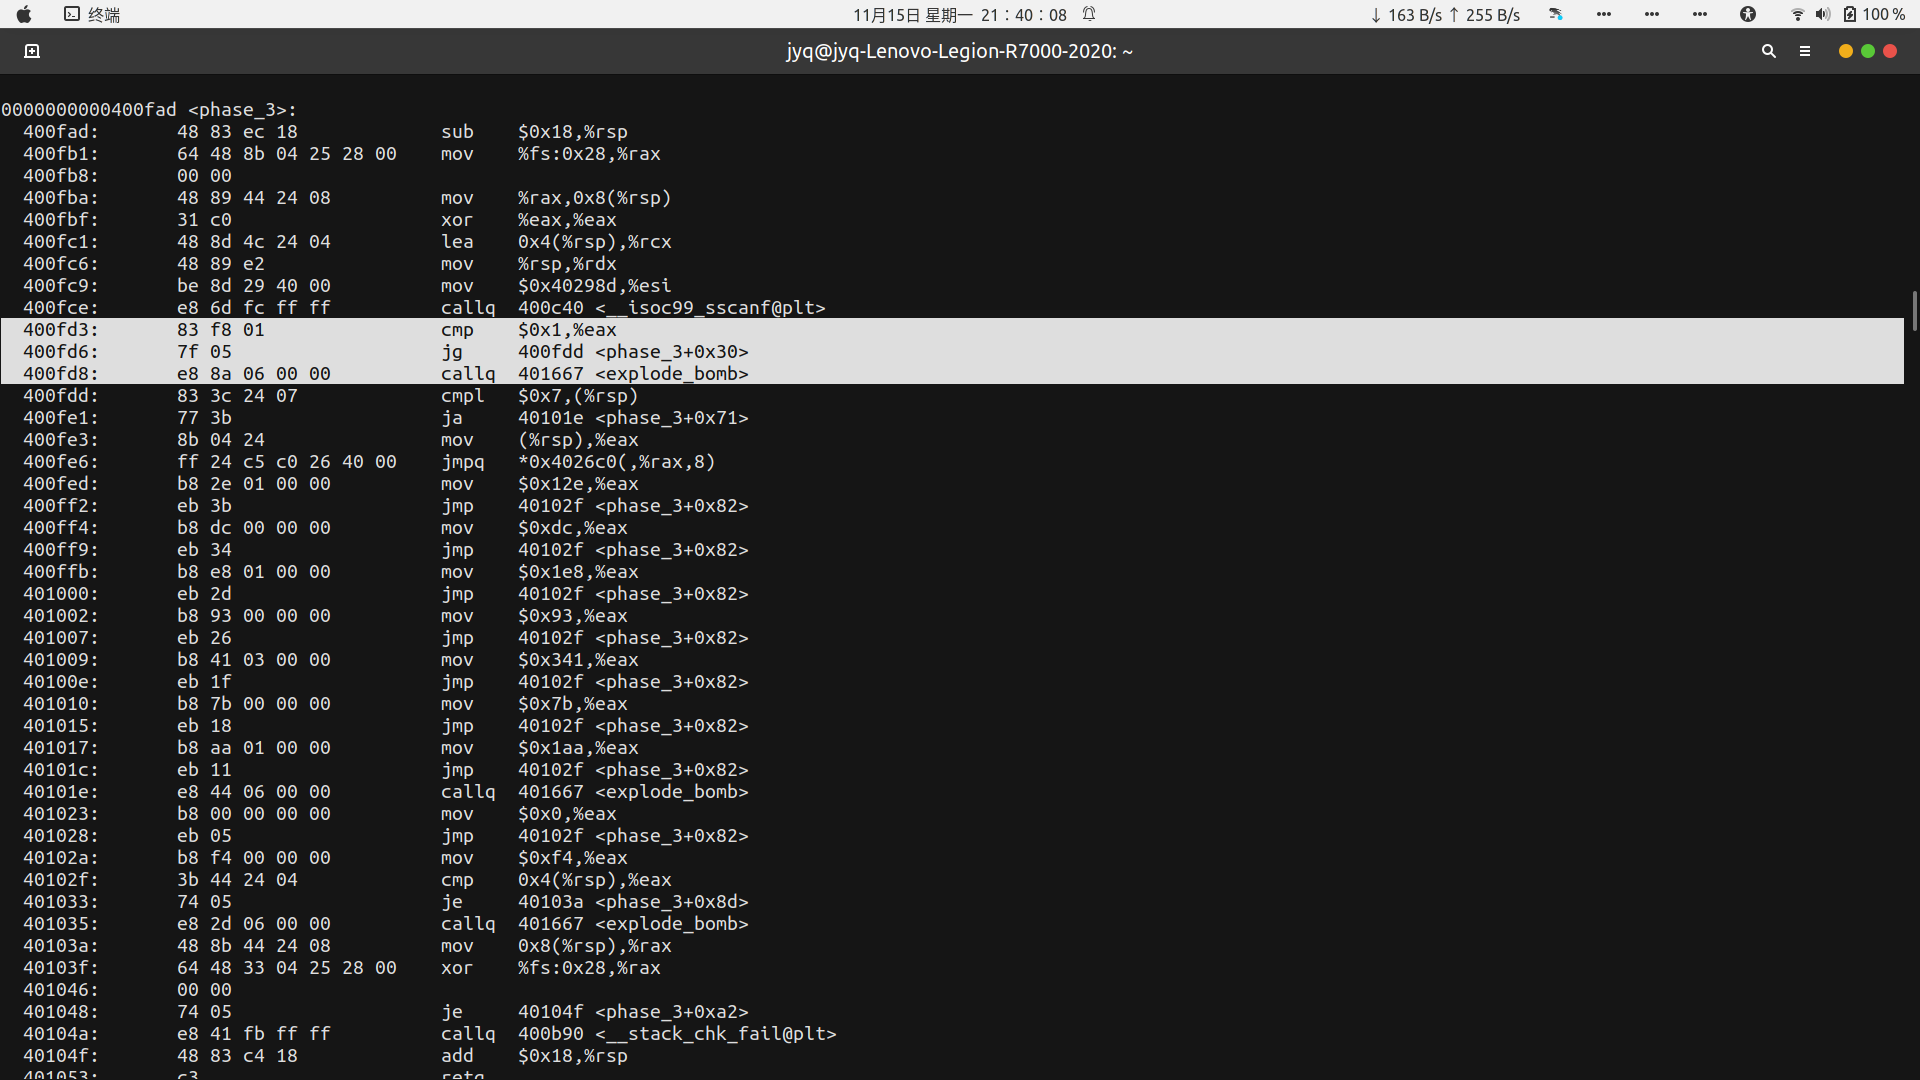 终端 11月15日 星期一 21：40：08 ↓ 163 B/s ↑ 255 B/s 100 %
jyq@jyq-Lenovo-Legion-R7000-2020: ~
0000000000400fad <phase_3>:
400fad: 48 83 ec 18 sub $0x18,%rsp
400fb1: 64 48 8b 04 25 28 00 mov %fs:0x28,%rax
400fb8: 00 00
400fba: 48 89 44 24 08 mov %rax,0x8(%rsp)
400fbf: 31 c0 xor %eax,%eax
400fc1: 48 8d 4c 24 04 lea 0x4(%rsp),%rcx
400fc6: 48 89 e2 mov %rsp,%rdx
400fc9: be 8d 29 40 00 mov $0x40298d,%esi
400fce: e8 6d fc ff ff callq 400c40 <__isoc99_sscanf@plt>
400fd3: 83 f8 01 cmp $0x1,%eax
400fd6: 7f 05 jg 400fdd <phase_3+0x30>
400fd8: e8 8a 06 00 00 callq 401667 <explode_bomb>
400fdd: 83 3c 24 07 cmpl $0x7,(%rsp)
400fe1: 77 3b ja 40101e <phase_3+0x71>
400fe3: 8b 04 24 mov (%rsp),%eax
400fe6: ff 24 c5 c0 26 40 00 jmpq *0x4026c0(,%rax,8)
400fed: b8 2e 01 00 00 mov $0x12e,%eax
400ff2: eb 3b jmp 40102f <phase_3+0x82>
400ff4: b8 dc 00 00 00 mov $0xdc,%eax
400ff9: eb 34 jmp 40102f <phase_3+0x82>
400ffb: b8 e8 01 00 00 mov $0x1e8,%eax
401000: eb 2d jmp 40102f <phase_3+0x82>
401002: b8 93 00 00 00 mov $0x93,%eax
401007: eb 26 jmp 40102f <phase_3+0x82>
401009: b8 41 03 00 00 mov $0x341,%eax
40100e: eb 1f jmp 40102f <phase_3+0x82>
401010: b8 7b 00 00 00 mov $0x7b,%eax
401015: eb 18 jmp 40102f <phase_3+0x82>
401017: b8 aa 01 00 00 mov $0x1aa,%eax
40101c: eb 11 jmp 40102f <phase_3+0x82>
40101e: e8 44 06 00 00 callq 401667 <explode_bomb>
401023: b8 00 00 00 00 mov $0x0,%eax
401028: eb 05 jmp 40102f <phase_3+0x82>
40102a: b8 f4 00 00 00 mov $0xf4,%eax
40102f: 3b 44 24 04 cmp 0x4(%rsp),%eax
401033: 74 05 je 40103a <phase_3+0x8d>
401035: e8 2d 06 00 00 callq 401667 <explode_bomb>
40103a: 48 8b 44 24 08 mov 0x8(%rsp),%rax
40103f: 64 48 33 04 25 28 00 xor %fs:0x28,%rax
401046: 00 00
401048: 74 05 je 40104f <phase_3+0xa2>
40104a: e8 41 fb ff ff callq 400b90 <__stack_chk_fail@plt>
40104f: 48 83 c4 18 add $0x18,%rsp
401053: c3 retq